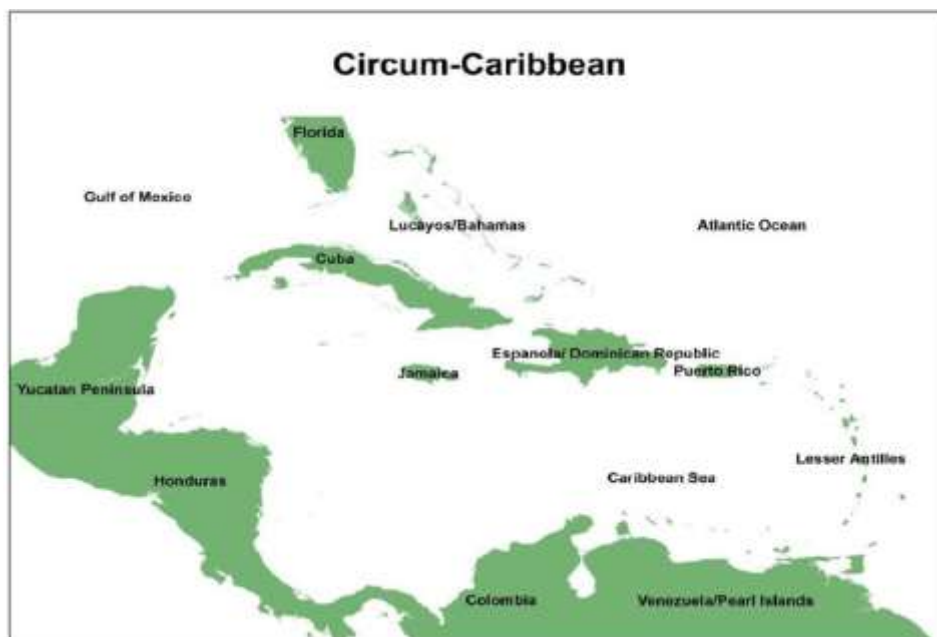 Circum-Caribbean
Florida
Gulf of Mexico
Lucayos/Bahamas
Atlantic Ocean
Cuba
Espanola/ Dominican Republic
Jamaica
Puerto Rico
Yucatan Peninsula
Lesser Antilles
Honduras
Caribbean Sea
Colombia
Venezuela/Pearl Islands